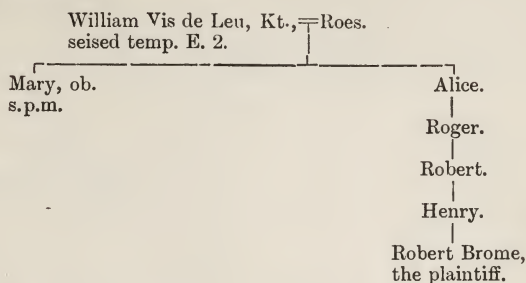 William Vis de Leu, Kt.,=Roes.
seised temp. E. 2.
Mary, ob.
s.p.m.
Alice.
Roger.
Robert.
Henry.
Robert Brome,
the plaintiff.